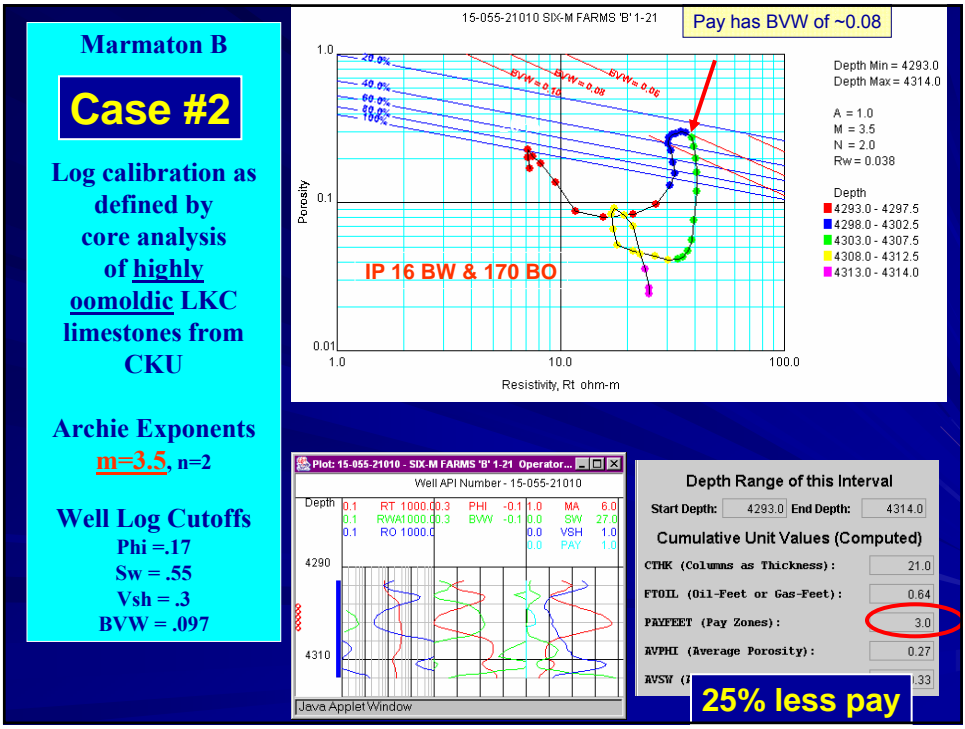 Marmaton B
Case #2
Log calibration as
defined by
core analysis
of highly
oomoldic LKC
limestones from
CKU
Archie Exponents
m=3.5, n=2
Well Log Cutoffs
Phi =.17
Sw = .55
Vsh = .3
BVW = .097
15-055-21010 SIX-M FARMS 'B' 1-21
Pay has BVW of ~0.08
1.0
20.0%
40.0%
60.0%
80.0%
100%
BVW = 0.10
BVW = 0.08
BVW = 0.06
Porosity
0.1
IP 16 BW & 170 BO
0.01
1.0 10.0 100.0
Resistivity, Rt ohm-m
Depth Min = 4293.0
Depth Max = 4314.0
A = 1.0
M = 3.5
N = 2.0
Rw = 0.038
Depth
4293.0 - 4297.5
4298.0 - 4302.5
4303.0 - 4307.5
4308.0 - 4312.5
4313.0 - 4314.0
Plot: 15-055-21010 - SIX-M FARMS 'B' 1-21 Operator...
Well API Number - 15-055-21010
Depth 0.1 RT 1000.0 0.3 PHI -0.1 1.0 MA 6.0
0.1 RWA 1000.0 0.3 BVW -0.1 0.0 SW 27.0
0.1 RO 1000.0 0.0 VSH 1.0
0.0 PAY 1.0
4290
4310
Java Applet Window
Depth Range of this Interval
Start Depth: 4293.0 End Depth: 4314.0
Cumulative Unit Values (Computed)
CTHK (Columns as Thickness): 21.0
FTOIL (Oil-Feet or Gas-Feet): 0.64
PAYFEET (Pay Zones): 3.0
AVPHI (Average Porosity): 0.27
AVSW .33
25% less pay